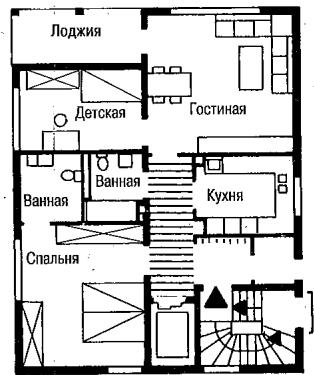 Лоджия
Детская
Гостиная
Ванная
Ванная
Кухня
Спальня